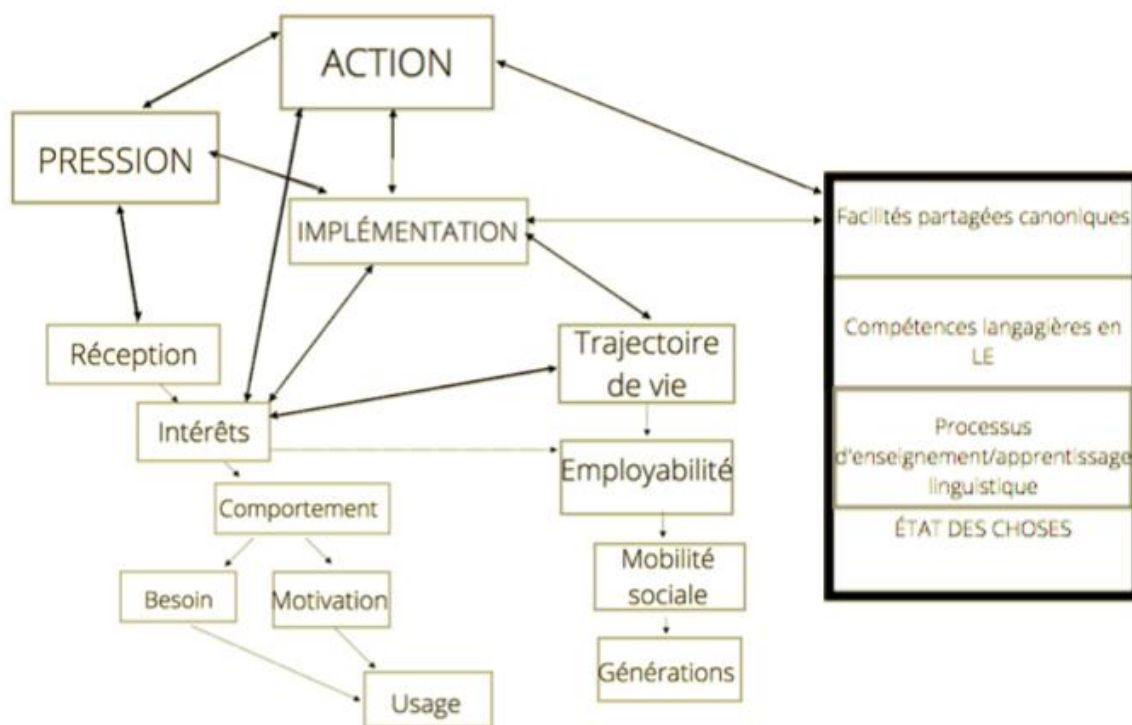 ACTION
PRESSION
IMPLÉMENTATION
Facilités partagées canoniques
Compétences langagières en
LE
Processus
d'enseignement/apprentissage
linguistique
ÉTAT DES CHOSES
Réception
Trajectoire
de vie
Intérêts
Employabilité
Comportement
Mobilité
sociale
Besoin
Motivation
Générations
Usage